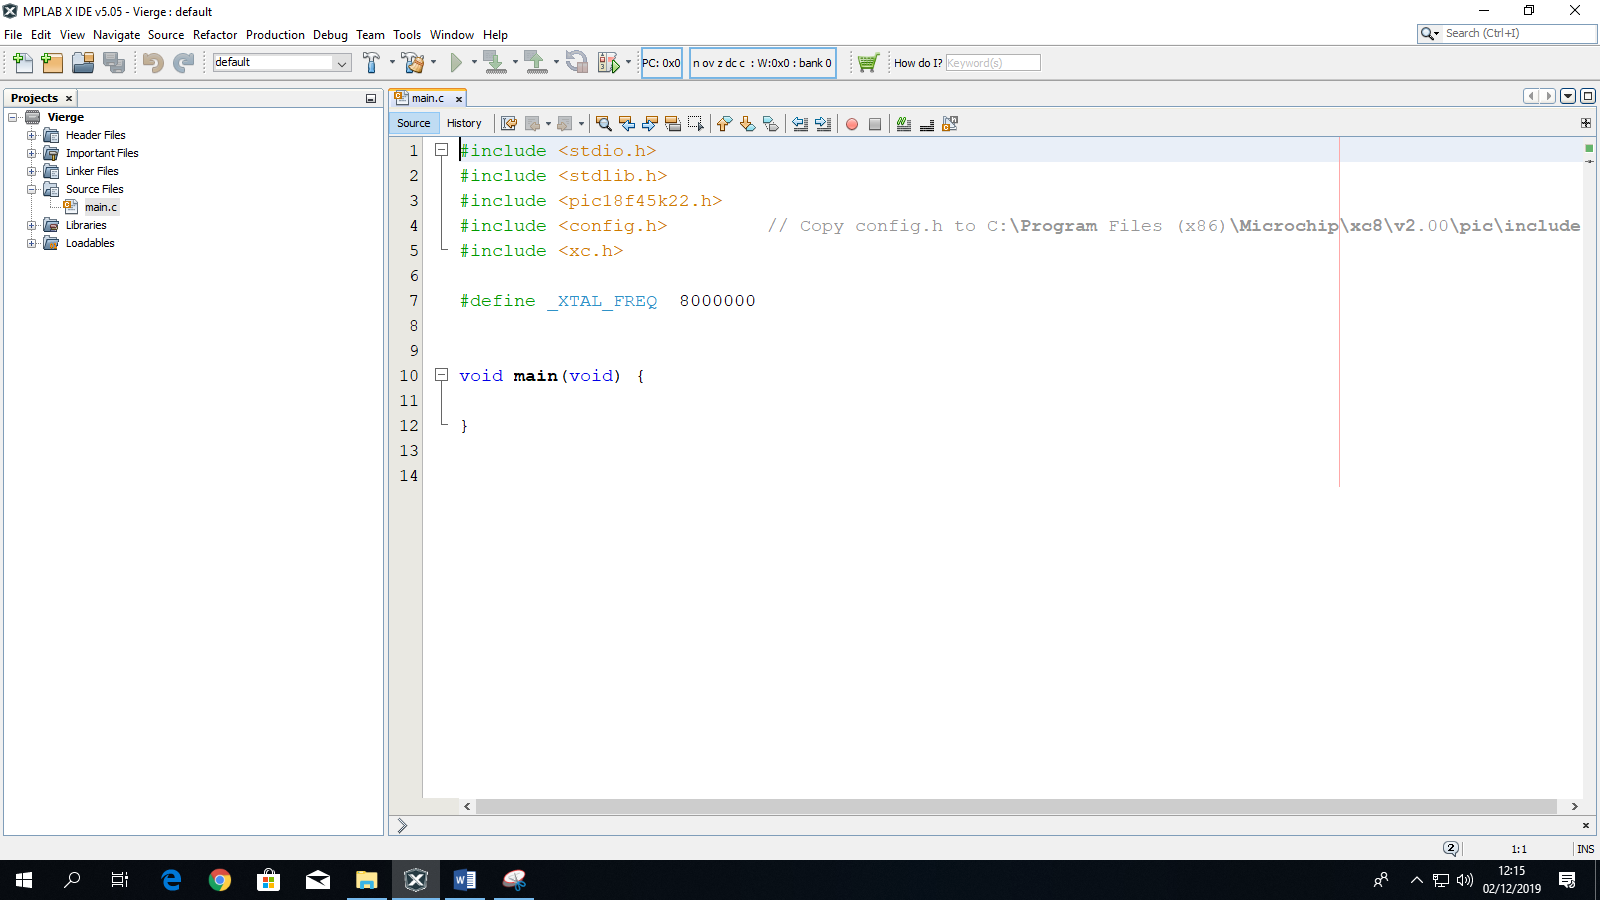 MPLAB X IDE v5.05 - Vierge : default
File Edit View Navigate Source Refactor Production Debug Team Tools Window Help
Search (Ctrl+I)
default
PC: 0x0
n ov z dc c : W:0x0 : bank 0
How do I? Keyword(s)
Projects
main.c
Vierge
Header Files
Important Files
Linker Files
Source Files
main.c
Libraries
Loadables
Source History
1 #include <stdio.h>
2 #include <stdlib.h>
3 #include <pic18f45k22.h>
4 #include <config.h> // Copy config.h to C:\Program Files (x86)\Microchip\xc8\v2.00\pic\include
5 #include <xc.h>
6
7 #define _XTAL_FREQ 8000000
8
9
10 void main(void) {
11
12 }
13
14
2
1:1
INS
12:15
02/12/2019